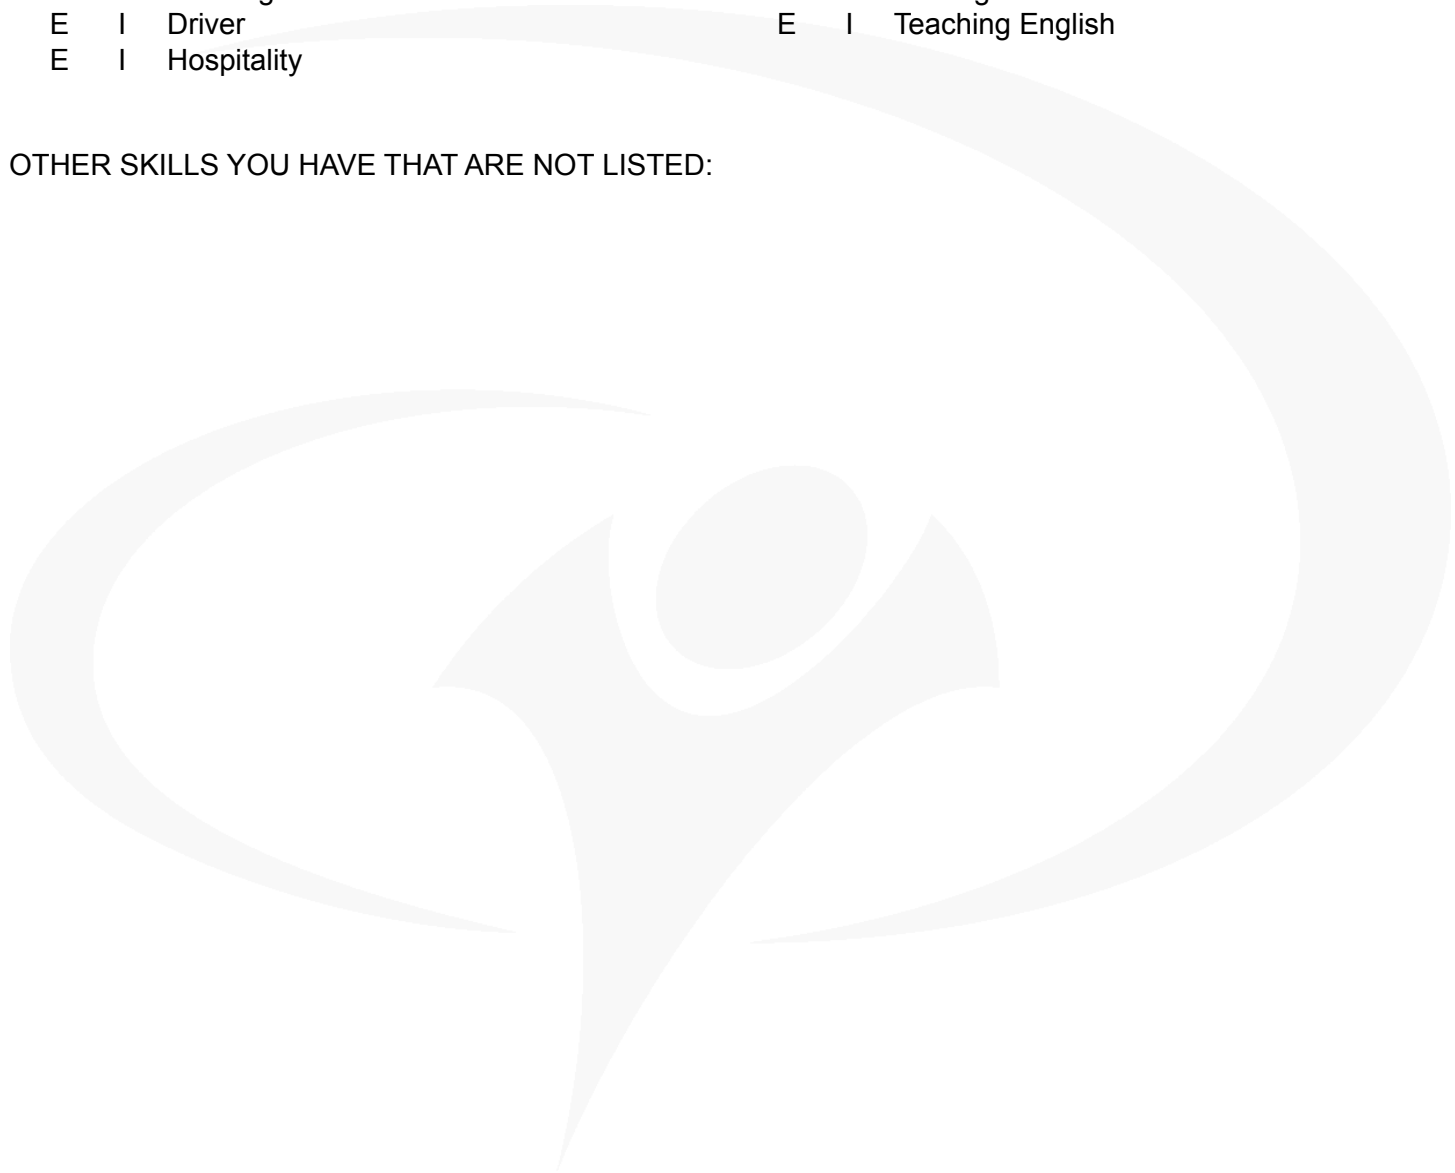 E I Driver E I Teaching English
E I Hospitality
OTHER SKILLS YOU HAVE THAT ARE NOT LISTED: